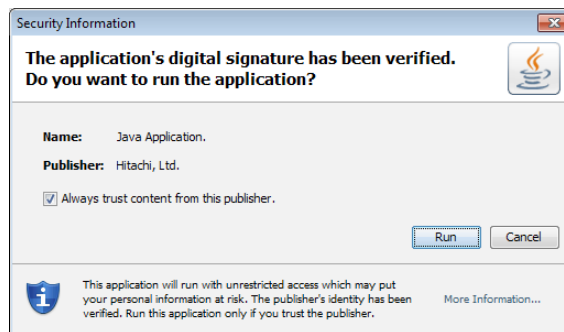 Security Information
The application's digital signature has been verified.
Do you want to run the application?
Name: Java Application.
Publisher: Hitachi, Ltd.
Always trust content from this publisher.
Run Cancel
This application will run with unrestricted access which may put
your personal information at risk. The publisher's identity has been
verified. Run this application only if you trust the publisher.
More Information...